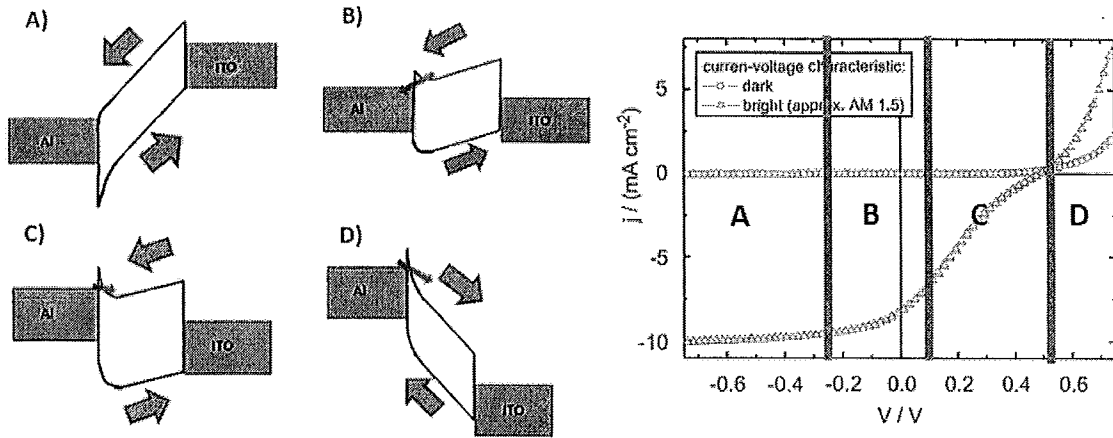 A)
Al
ITO
B)
Al
ITO
C)
Al
ITO
D)
Al
ITO
curren-voltage characteristic:
dark
bright (approx. AM 1.5)
j / (mA cm-2)
5
0
-5
-10
A
B
C
D
-0.6
-0.4
-0.2
0.0
0.2
0.4
0.6
V / V